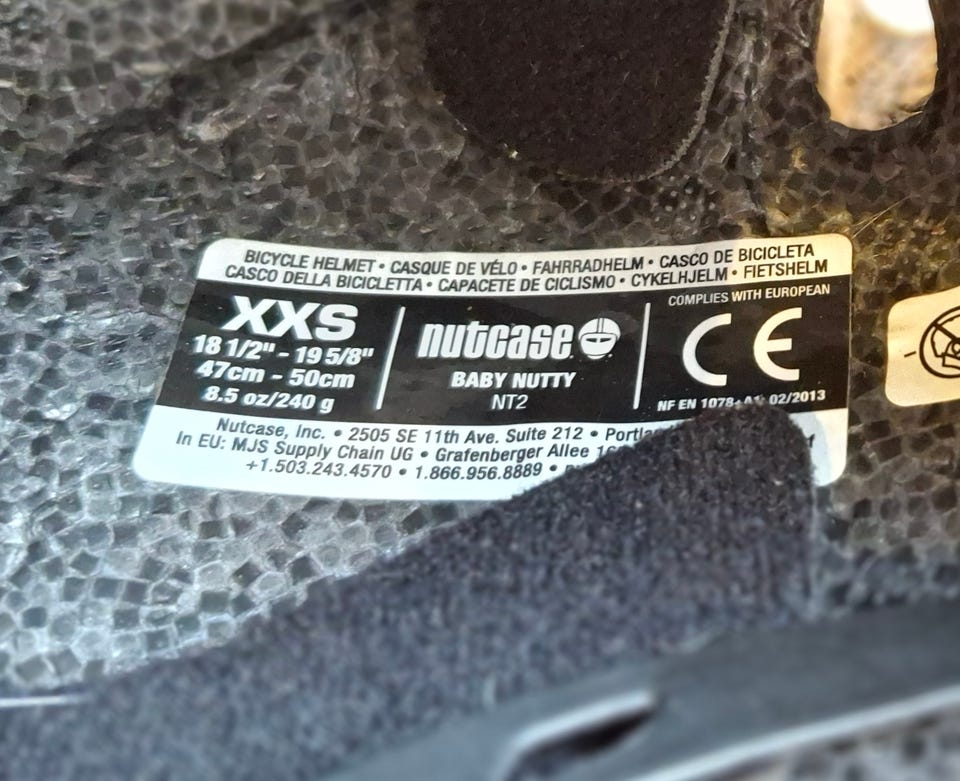 BICYCLE HELMET • CASQUE DE VÉLO • FAHRRADHELM • CASCO DE BICICLETA
CASCO DELLA BICICLETTA • CAPACETE DE CICLISMO • CYKELHJELM • FIETSHELM
XXS
18 1/2" - 19 5/8"
47cm - 50cm
8.5 oz/240 g
nutcase
BABY NUTTY
NT2
COMPLIES WITH EUROPEAN
CE
NF EN 1078+A1: 02/2013
Nutcase, Inc. • 2505 SE 11th Ave. Suite 212 •
In EU: MJS Supply Chain UG • Grafenberger Allee
+1.503.243.4570 • 1.866.956.8889 •